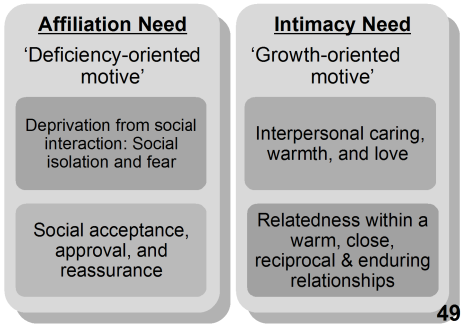 Affiliation Need
‘Deficiency-oriented
motive’
Deprivation from social
interaction: Social
isolation and fear
Social acceptance,
approval, and
reassurance
Intimacy Need
‘Growth-oriented
motive’
Interpersonal caring,
warmth, and love
Relatedness within a
warm, close,
reciprocal & enduring
relationships
49